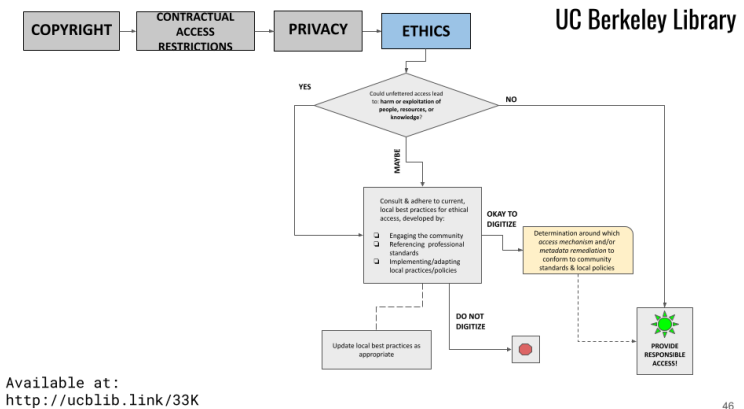 UC Berkeley Library
COPYRIGHT
CONTRACTUAL
ACCESS
RESTRICTIONS
PRIVACY
ETHICS
YES
Could unfettered access lead
to: harm or exploitation of
people, resources, or
knowledge?
NO
MAYBE
Consult & adhere to current,
local best practices for ethical
access, developed by:
❑ Engaging the community
❑ Referencing professional
standards
❑ Implementing/adapting
local practices/policies
OKAY TO
DIGITIZE
Determination around which
access mechanism and/or
metadata remediation to
conform to community
standards & local policies
DO NOT
DIGITIZE
Update local best practices as
appropriate
PROVIDE
RESPONSIBLE
ACCESS!
Available at:
http://ucblib.link/33K
46